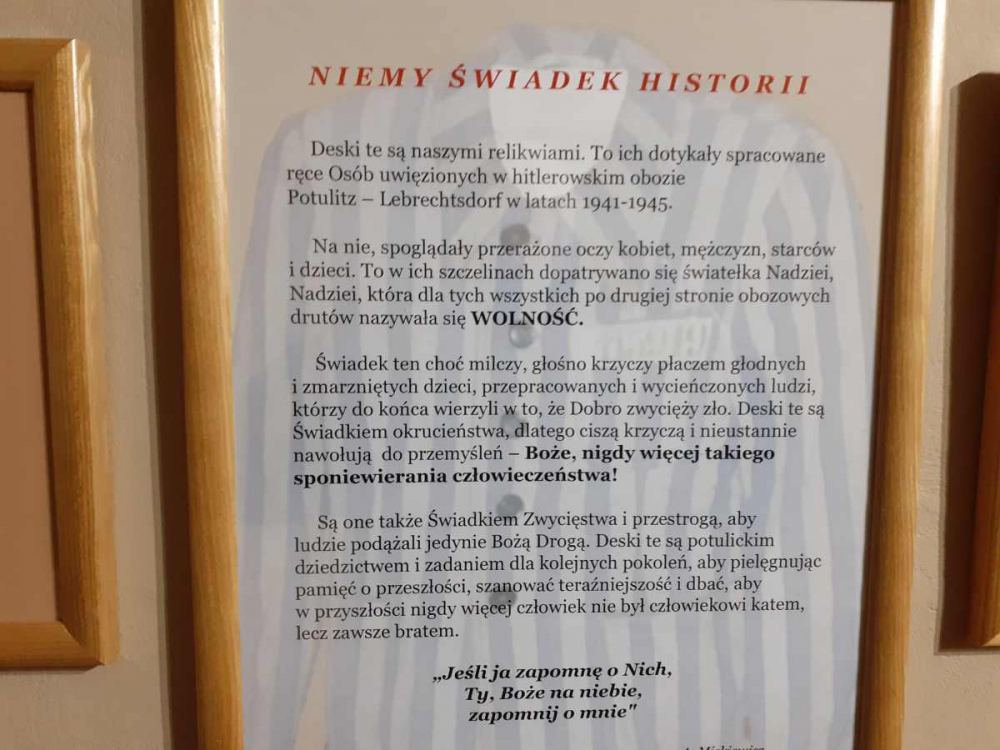 NIEMY ŚWIADEK HISTORII
Deski te są naszymi relikwiami. To ich dotykały spracowane
ręce Osób uwięzionych w hitlerowskim obozie
Potulitz – Lebrechtsdorf w latach 1941-1945.
Na nie, spoglądały przerażone oczy kobiet, mężczyzn, starców
i dzieci. To w ich szczelinach dopatrywano się światełka Nadziei,
Nadziei, która dla tych wszystkich po drugiej stronie obozowych
drutów nazywała się WOLNOŚĆ.
Świadek ten choć milczy, głośno krzyczy płaczem głodnych
i zmarzniętych dzieci, przepracowanych i wycieńczonych ludzi,
którzy do końca wierzyli w to, że Dobro zwycięży zło. Deski te są
Świadkiem okrucieństwa, dlatego ciszą krzyczą i nieustannie
nawołują do przemyśleń – Boże, nigdy więcej takiego
sponiewierania człowieczeństwa!
Są one także Świadkiem Zwycięstwa i przestrogą, aby
ludzie podążali jedynie Bożą Drogą. Deski te są potulickim
dziedzictwem i zadaniem dla kolejnych pokoleń, aby pielęgnując
pamięć o przeszłości, szanować teraźniejszość i dbać, aby
w przyszłości nigdy więcej człowiek nie był człowiekowi katem,
lecz zawsze bratem.
„Jeśli ja zapomnę o Nich,
Ty, Boże na niebie,
zapomnij o mnie"